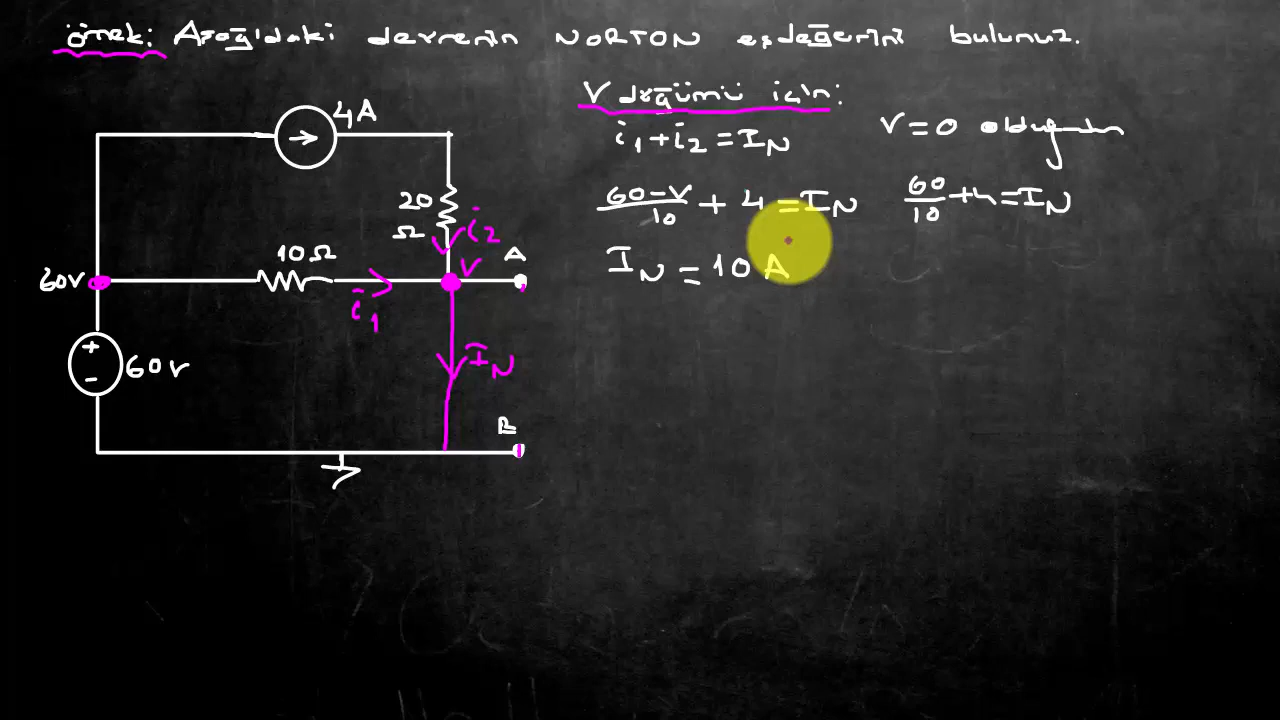 örnek: Aşağıdaki devrenin NORTON eşdeğerini bulunuz.
V düğümü için:
i1+i2=IN
V=0 olduğundan
60-V/10 + 4 = IN
60/10 +4=IN
IN = 10 A
4A
20 Ω
i2
10Ω
A
60V
V
i1
+
-
60V
IN
B